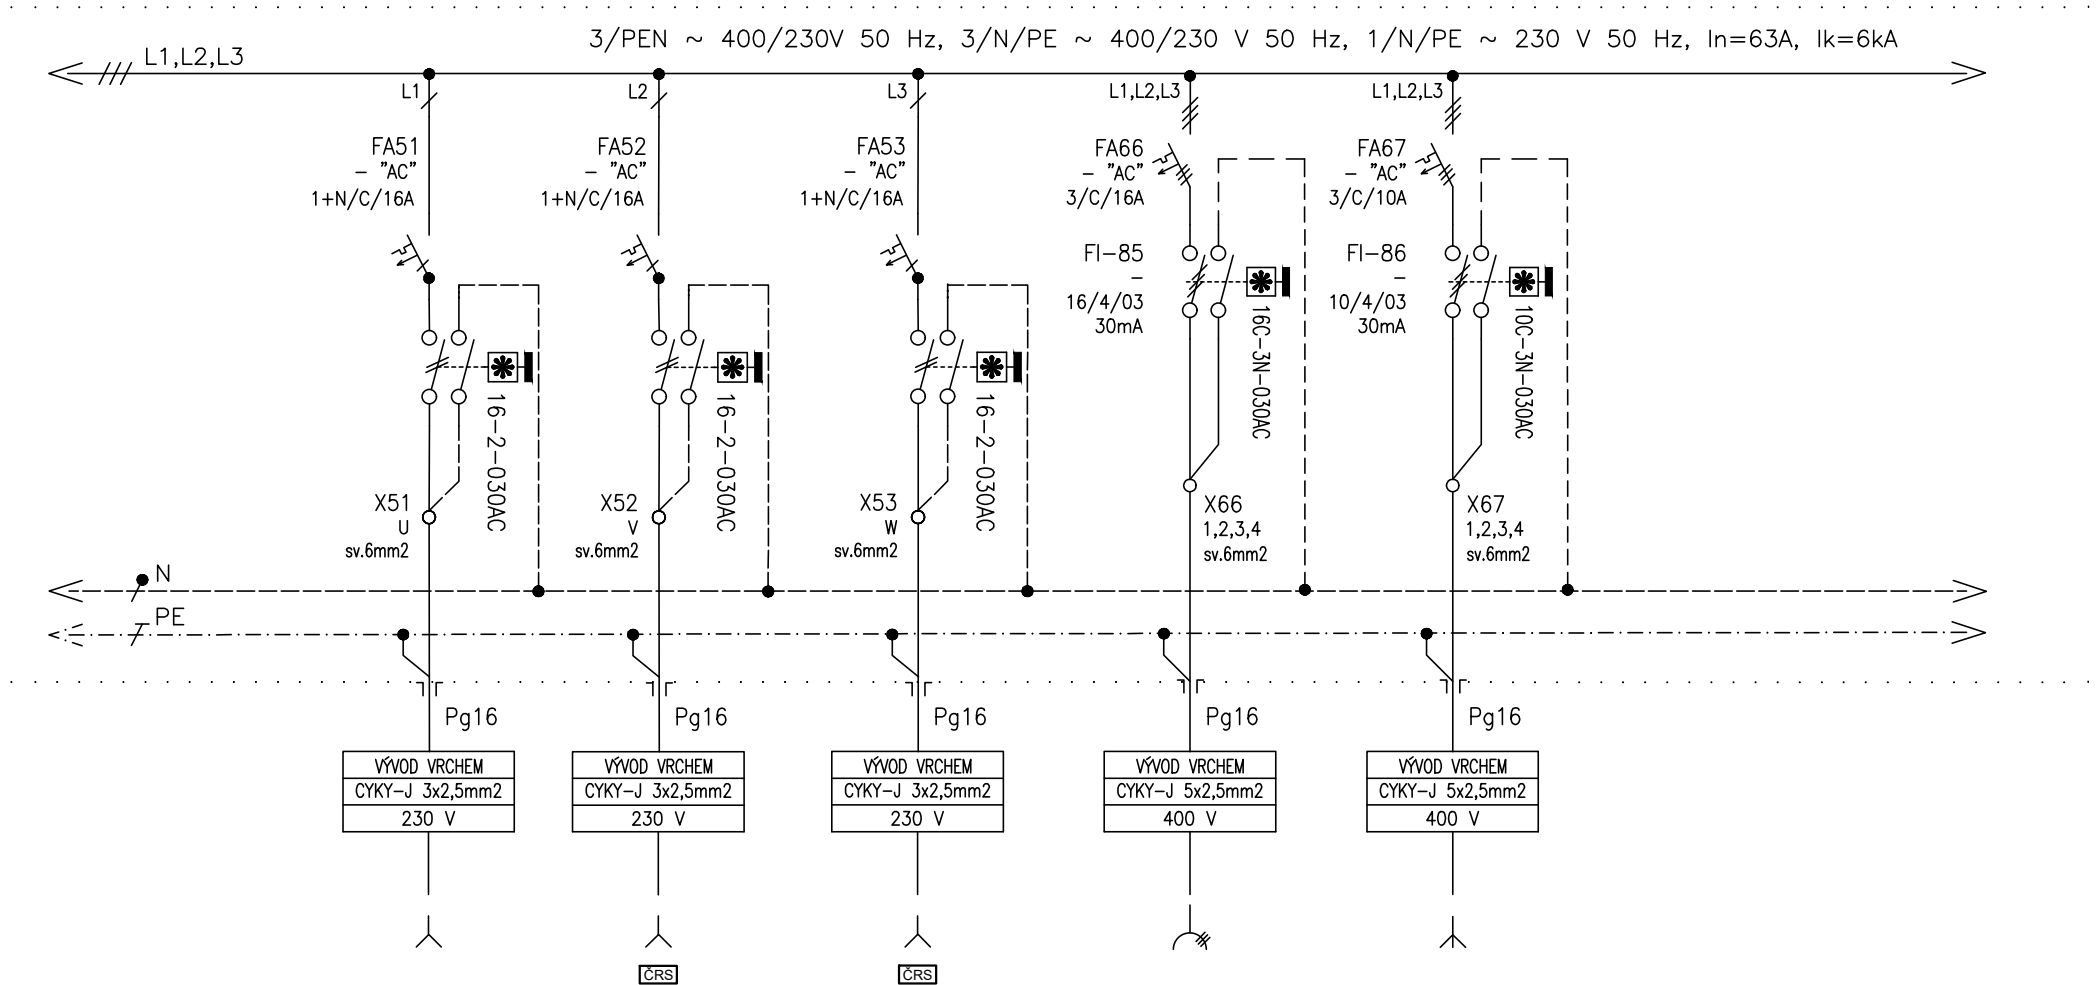 3/PEN ~ 400/230V 50 Hz, 3/N/PE ~ 400/230 V 50 Hz, 1/N/PE ~ 230 V 50 Hz, In=63A, Ik=6kA
L1,L2,L3
L1
FA51
- "AC"
1+N/C/16A
16-2-030AC
X51
U
sv.6mm2
L2
FA52
- "AC"
1+N/C/16A
16-2-030AC
X52
V
sv.6mm2
L3
FA53
- "AC"
1+N/C/16A
16-2-030AC
X53
W
sv.6mm2
L1,L2,L3
FA66
- "AC"
3/C/16A
FI-85
-
16/4/03
30mA
16C-3N-030AC
X66
1,2,3,4
sv.6mm2
L1,L2,L3
FA67
- "AC"
3/C/10A
FI-86
-
10/4/03
30mA
10C-3N-030AC
X67
1,2,3,4
sv.6mm2
N
PE
Pg16
VÝVOD VRCHEM
CYKY-J 3x2,5mm2
230 V
Pg16
VÝVOD VRCHEM
CYKY-J 3x2,5mm2
230 V
ČRS
Pg16
VÝVOD VRCHEM
CYKY-J 3x2,5mm2
230 V
ČRS
Pg16
VÝVOD VRCHEM
CYKY-J 5x2,5mm2
400 V
Pg16
VÝVOD VRCHEM
CYKY-J 5x2,5mm2
400 V